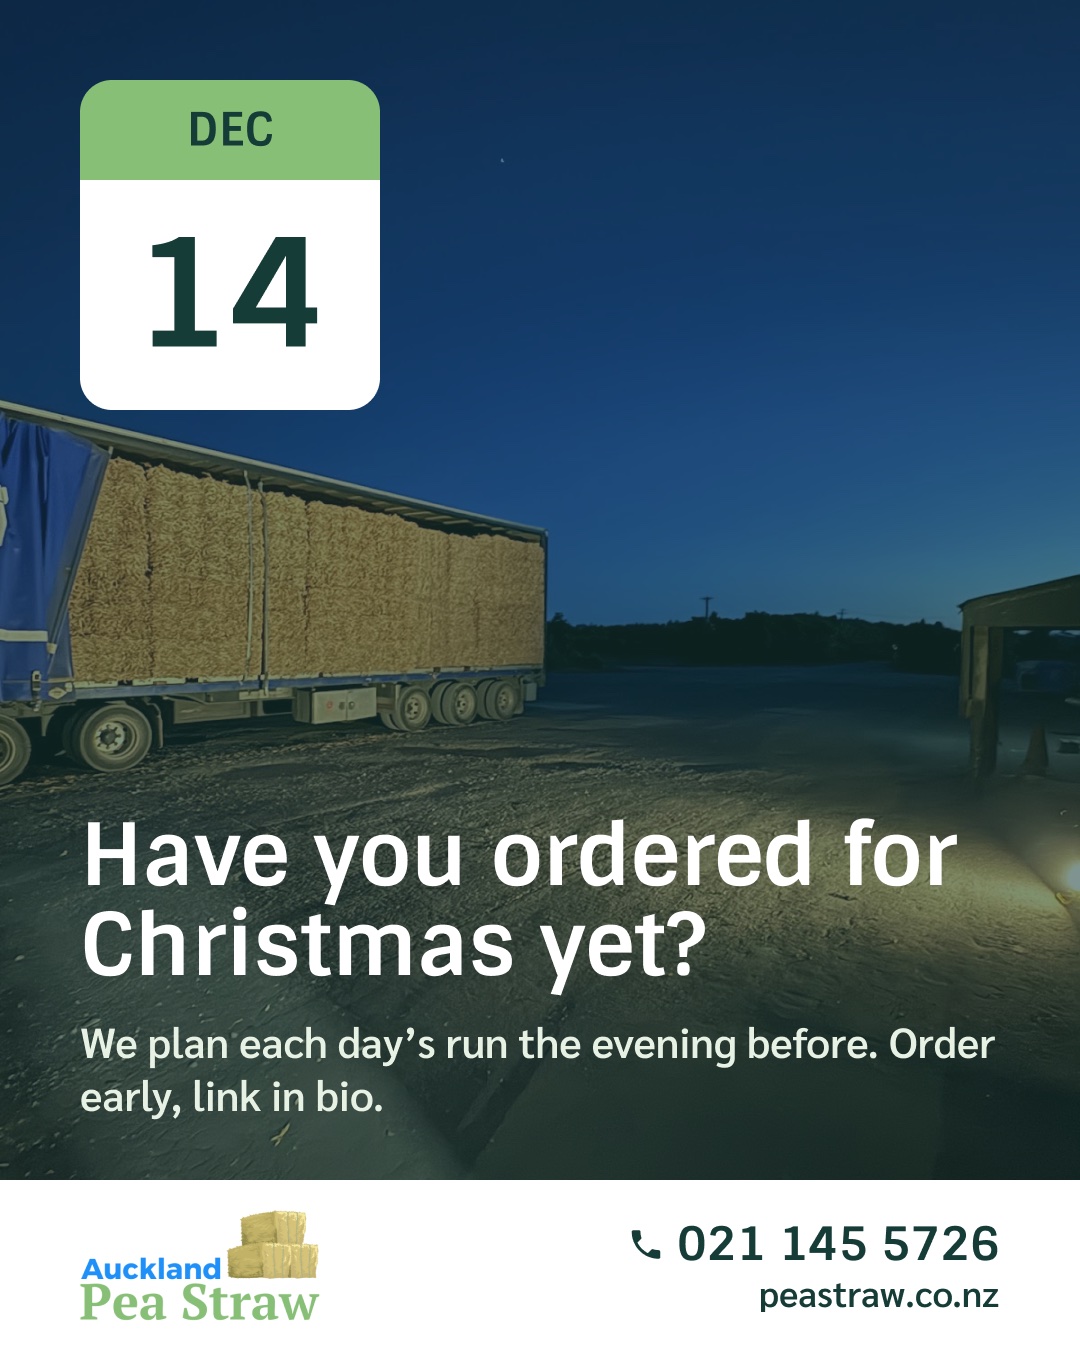 DEC
14
Have you ordered for
Christmas yet?
We plan each day’s run the evening before. Order
early, link in bio.
Auckland
Pea Straw
021 145 5726
peastraw.co.nz